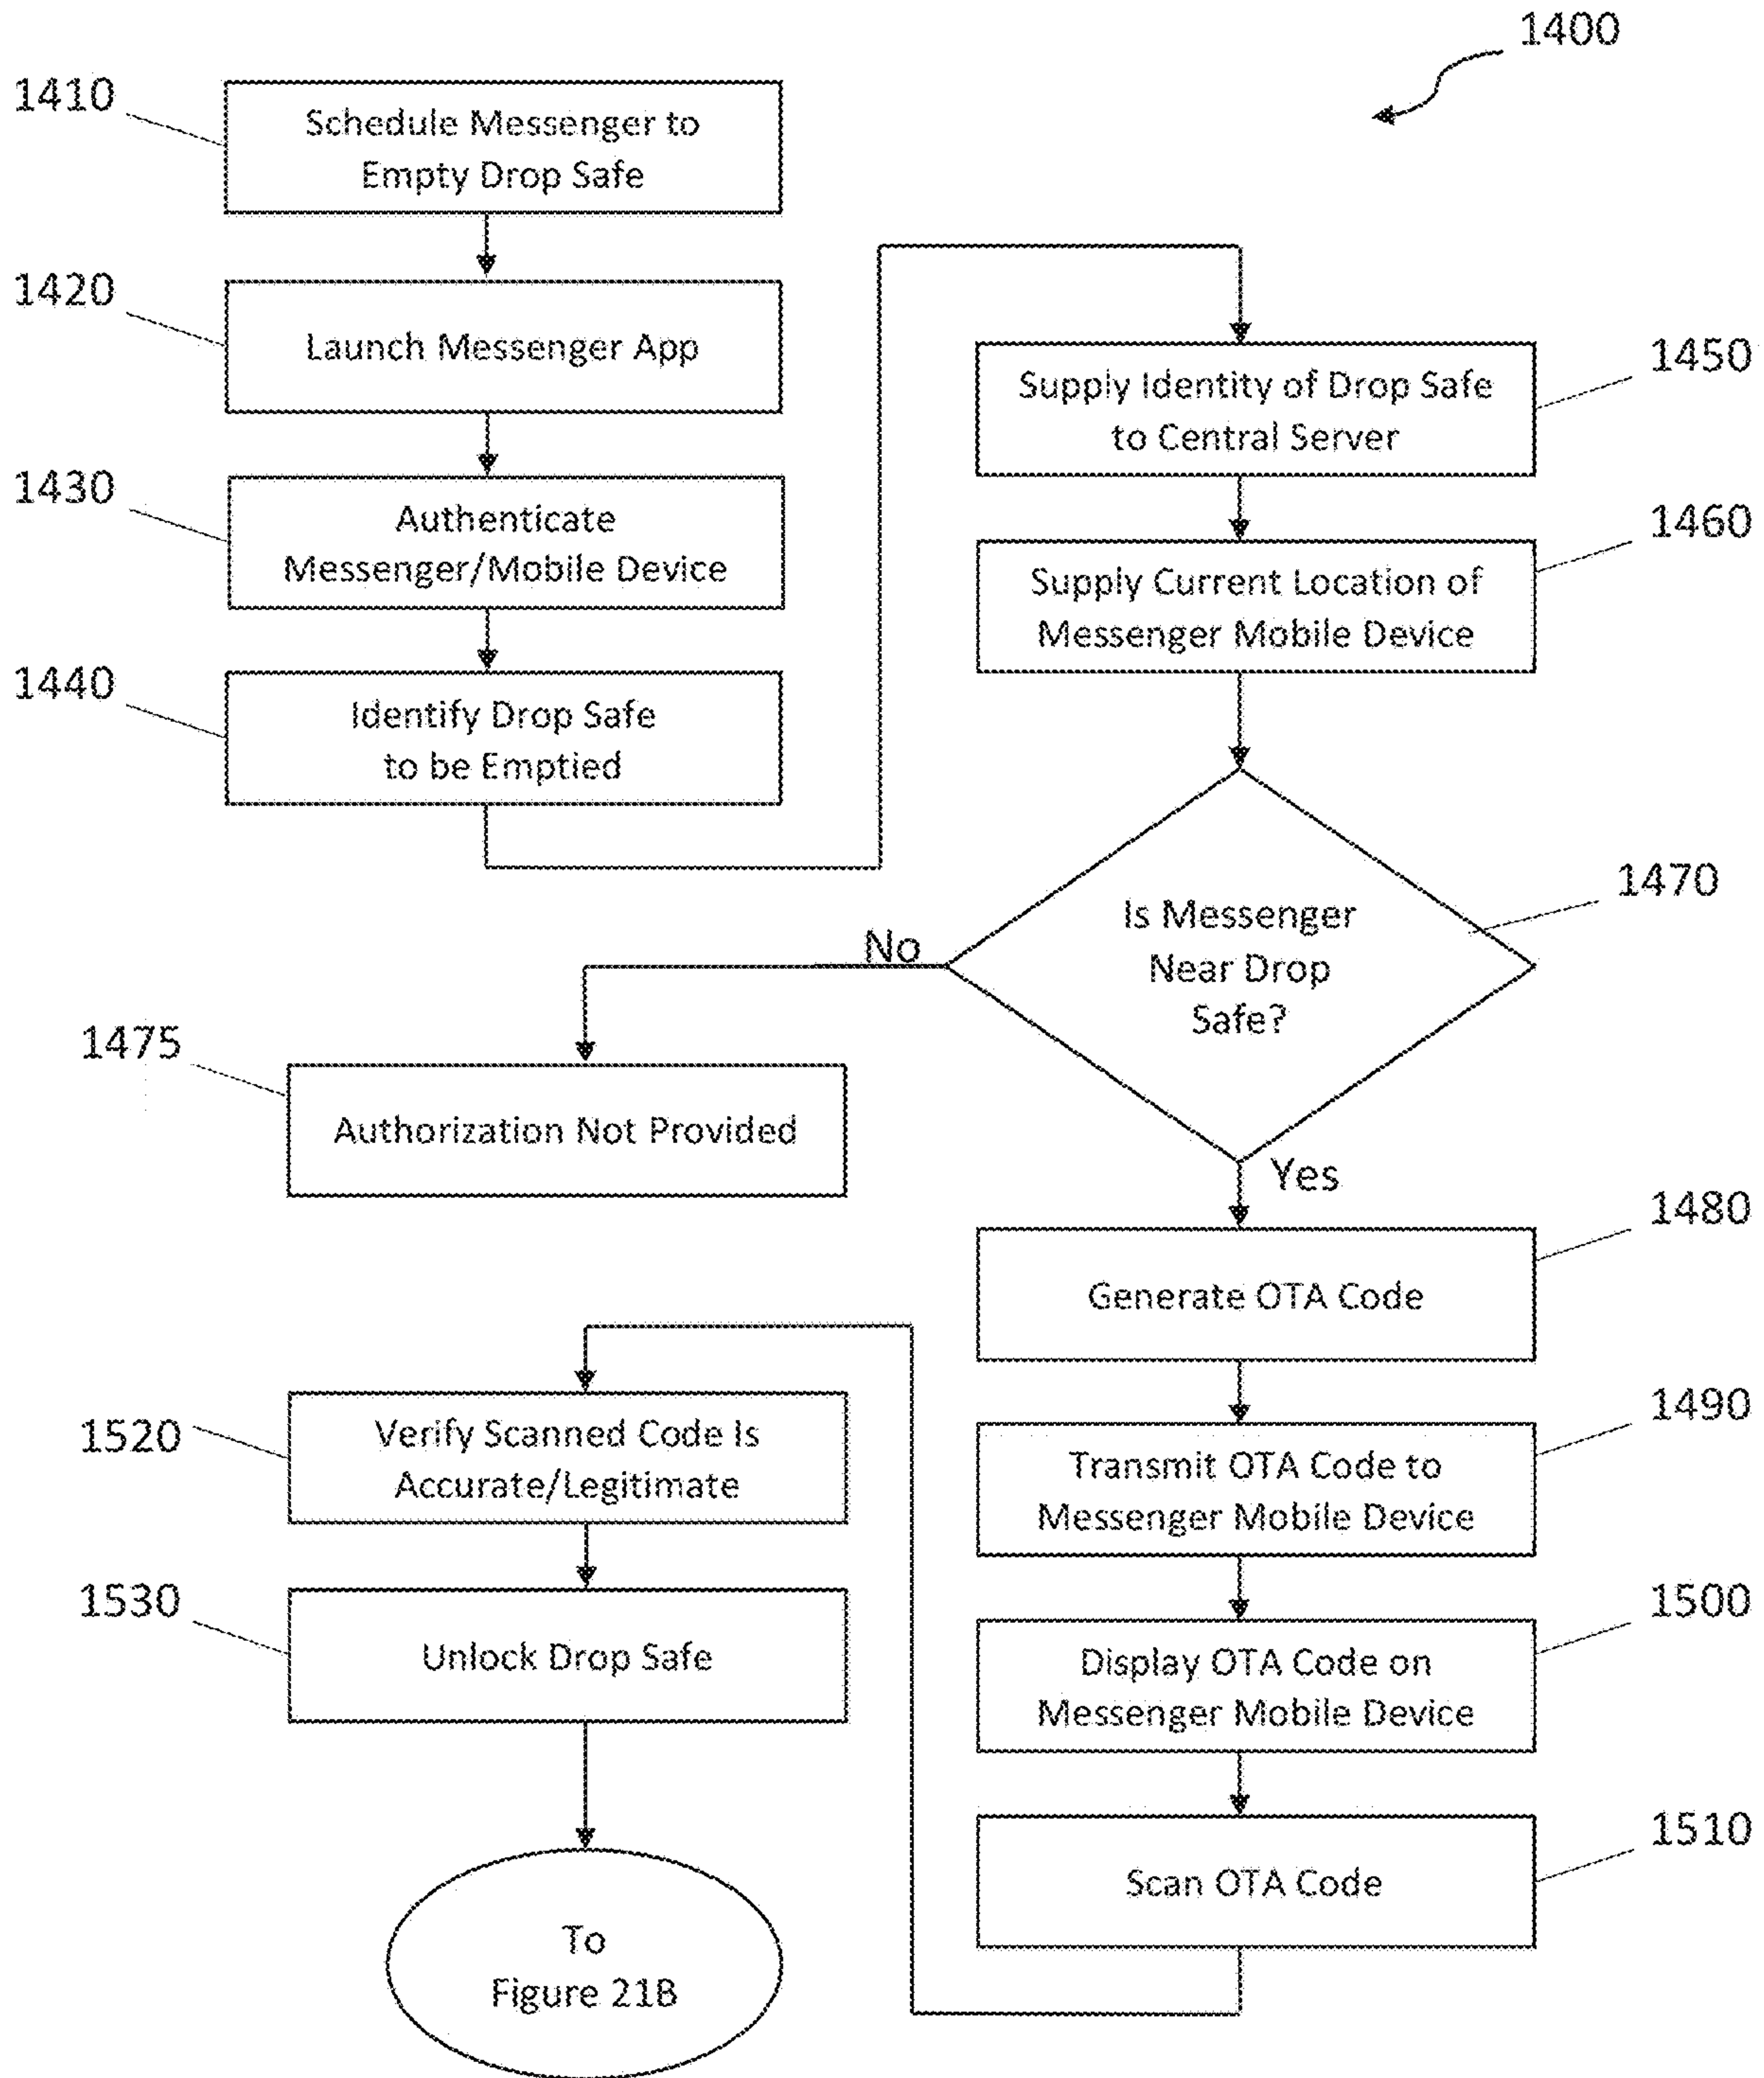 1400
1410
Schedule Messenger to
Empty Drop Safe
1420
Launch Messenger App
1430
Authenticate
Messenger/Mobile Device
1440
Identify Drop Safe
to be Emptied
1450
Supply Identity of Drop Safe
to Central Server
1460
Supply Current Location of
Messenger Mobile Device
1470
Is Messenger
Near Drop
Safe?
No
1475
Authorization Not Provided
Yes
1480
Generate OTA Code
1490
Transmit OTA Code to
Messenger Mobile Device
1500
Display OTA Code on
Messenger Mobile Device
1510
Scan OTA Code
1520
Verify Scanned Code Is
Accurate/Legitimate
1530
Unlock Drop Safe
To
Figure 21B